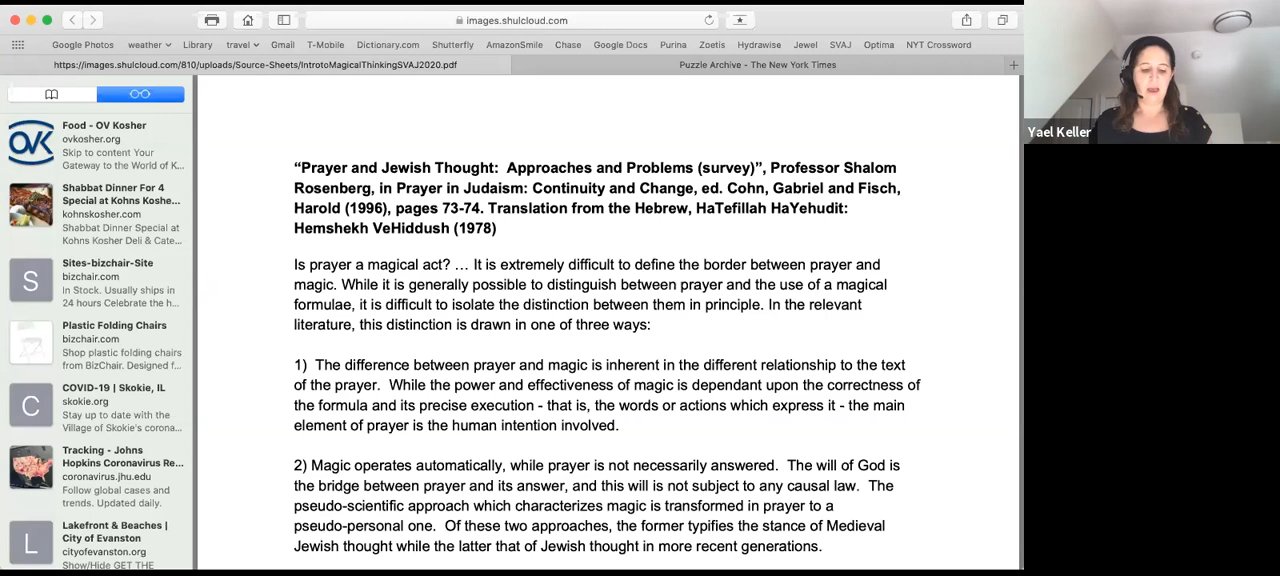 images.shulcloud.com
Google Photos weather Library travel Gmail T-Mobile Dictionary.com Shutterfly AmazonSmile Chase Google Docs Purina Zoetis Hydrawise Jewel SVAJ Optima NYT Crossword
https://images.shulcloud.com/810/uploads/Source-Sheets/IntrotoMagicalThinkingSVAJ2020.pdf
Puzzle Archive - The New York Times
Food - OV Kosher
ovkosher.org
Skip to content Your
Gateway to the World of K...
Shabbat Dinner For 4
Special at Kohns Koshe...
kohnskosher.com
Shabbat Dinner Special at
Kohns Kosher Deli & Cate...
S
Sites-bizchair-Site
bizchair.com
In Stock. Usually ships in
24 hours Celebrate the h...
Plastic Folding Chairs
bizchair.com
Shop plastic folding chairs
from BizChair. Designed f...
C
COVID-19 | Skokie, IL
skokie.org
Stay up to date with the
Village of Skokie's corona...
Tracking - Johns
Hopkins Coronavirus Re...
coronavirus.jhu.edu
Follow global cases and
trends. Updated daily.
L
Lakefront & Beaches |
City of Evanston
cityofevanston.org
Show/Hide GET THE
“Prayer and Jewish Thought: Approaches and Problems (survey)”, Professor Shalom
Rosenberg, in Prayer in Judaism: Continuity and Change, ed. Cohn, Gabriel and Fisch,
Harold (1996), pages 73-74. Translation from the Hebrew, HaTefillah HaYehudit:
Hemshekh VeHiddush (1978)
Is prayer a magical act? … It is extremely difficult to define the border between prayer and
magic. While it is generally possible to distinguish between prayer and the use of a magical
formulae, it is difficult to isolate the distinction between them in principle. In the relevant
literature, this distinction is drawn in one of three ways:
1) The difference between prayer and magic is inherent in the different relationship to the text
of the prayer. While the power and effectiveness of magic is dependant upon the correctness of
the formula and its precise execution - that is, the words or actions which express it - the main
element of prayer is the human intention involved.
2) Magic operates automatically, while prayer is not necessarily answered. The will of God is
the bridge between prayer and its answer, and this will is not subject to any causal law. The
pseudo-scientific approach which characterizes magic is transformed in prayer to a
pseudo-personal one. Of these two approaches, the former typifies the stance of Medieval
Jewish thought while the latter that of Jewish thought in more recent generations.
Yael Keller